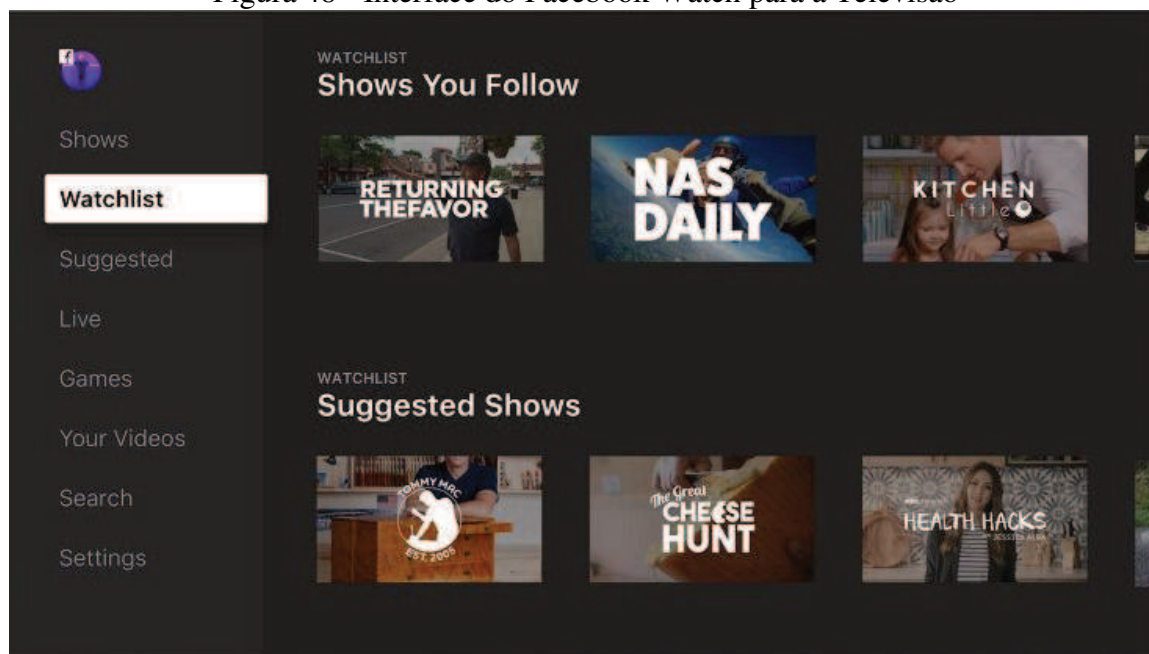 Figura 48 - Interface do Facebook Watch para a Televisão
f
Shows
Watchlist
Suggested
Live
Games
Your Videos
Search
Settings
WATCHLIST
Shows You Follow
RETURNING
THEFAVOR
NAS
DAILY
KITCHEN
Little
WATCHLIST
Suggested Shows
TOMMY MAC
EST. 2005
The Great
CHEESE
HUNT
HEALTH HACKS
JESSICA ALBA